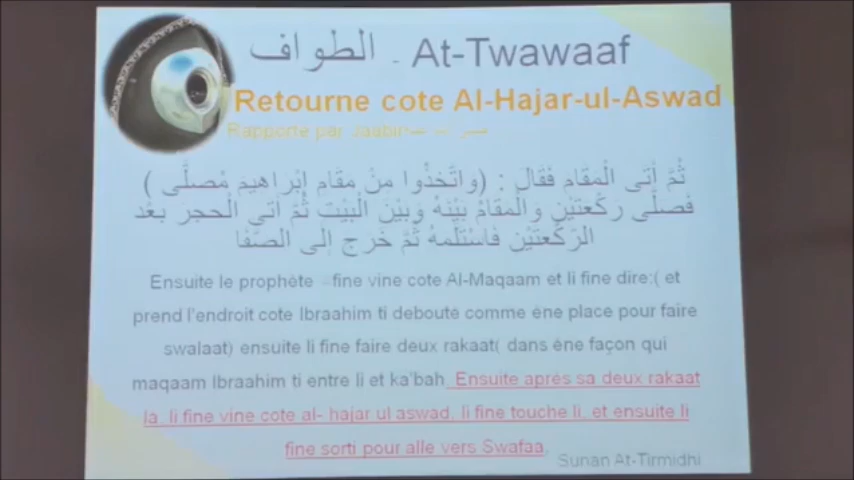 الطواف - At-Twawaaf
Retourne cote Al-Hajar-ul-Aswad
Rapporté par Jaabir
ثُمَّ أَتَى الْمَقَامَ فَقَالَ : (وَاتَّخِذُوا مِنْ مَقَامِ إِبْرَاهِيمَ مُصَلَّى )
فَصَلَّى رَكْعَتَيْنِ وَالْمَقَامُ بَيْنَهُ وَبَيْنَ الْبَيْتِ ثُمَّ أَتَى الْحَجَرَ بَعْدَ
الرَّكْعَتَيْنِ فَاسْتَلَمَهُ ثُمَّ خَرَجَ إِلَى الصَّفَا
Ensuite le prophète - fine vine cote Al-Maqaam et li fine dire:( et
prend l'endroit cote Ibraahim ti deboute comme ène place pour faire
swalaat) ensuite li fine faire deux rakaat( dans ène façon qui
maqaam Ibraahim ti entre li et ka'bah. Ensuite après sa deux rakaat
la, li fine vine cote al- hajar ul aswad, li fine touche li, et ensuite li
fine sorti pour alle vers Swafaa.
Sunan At-Tirmidhi